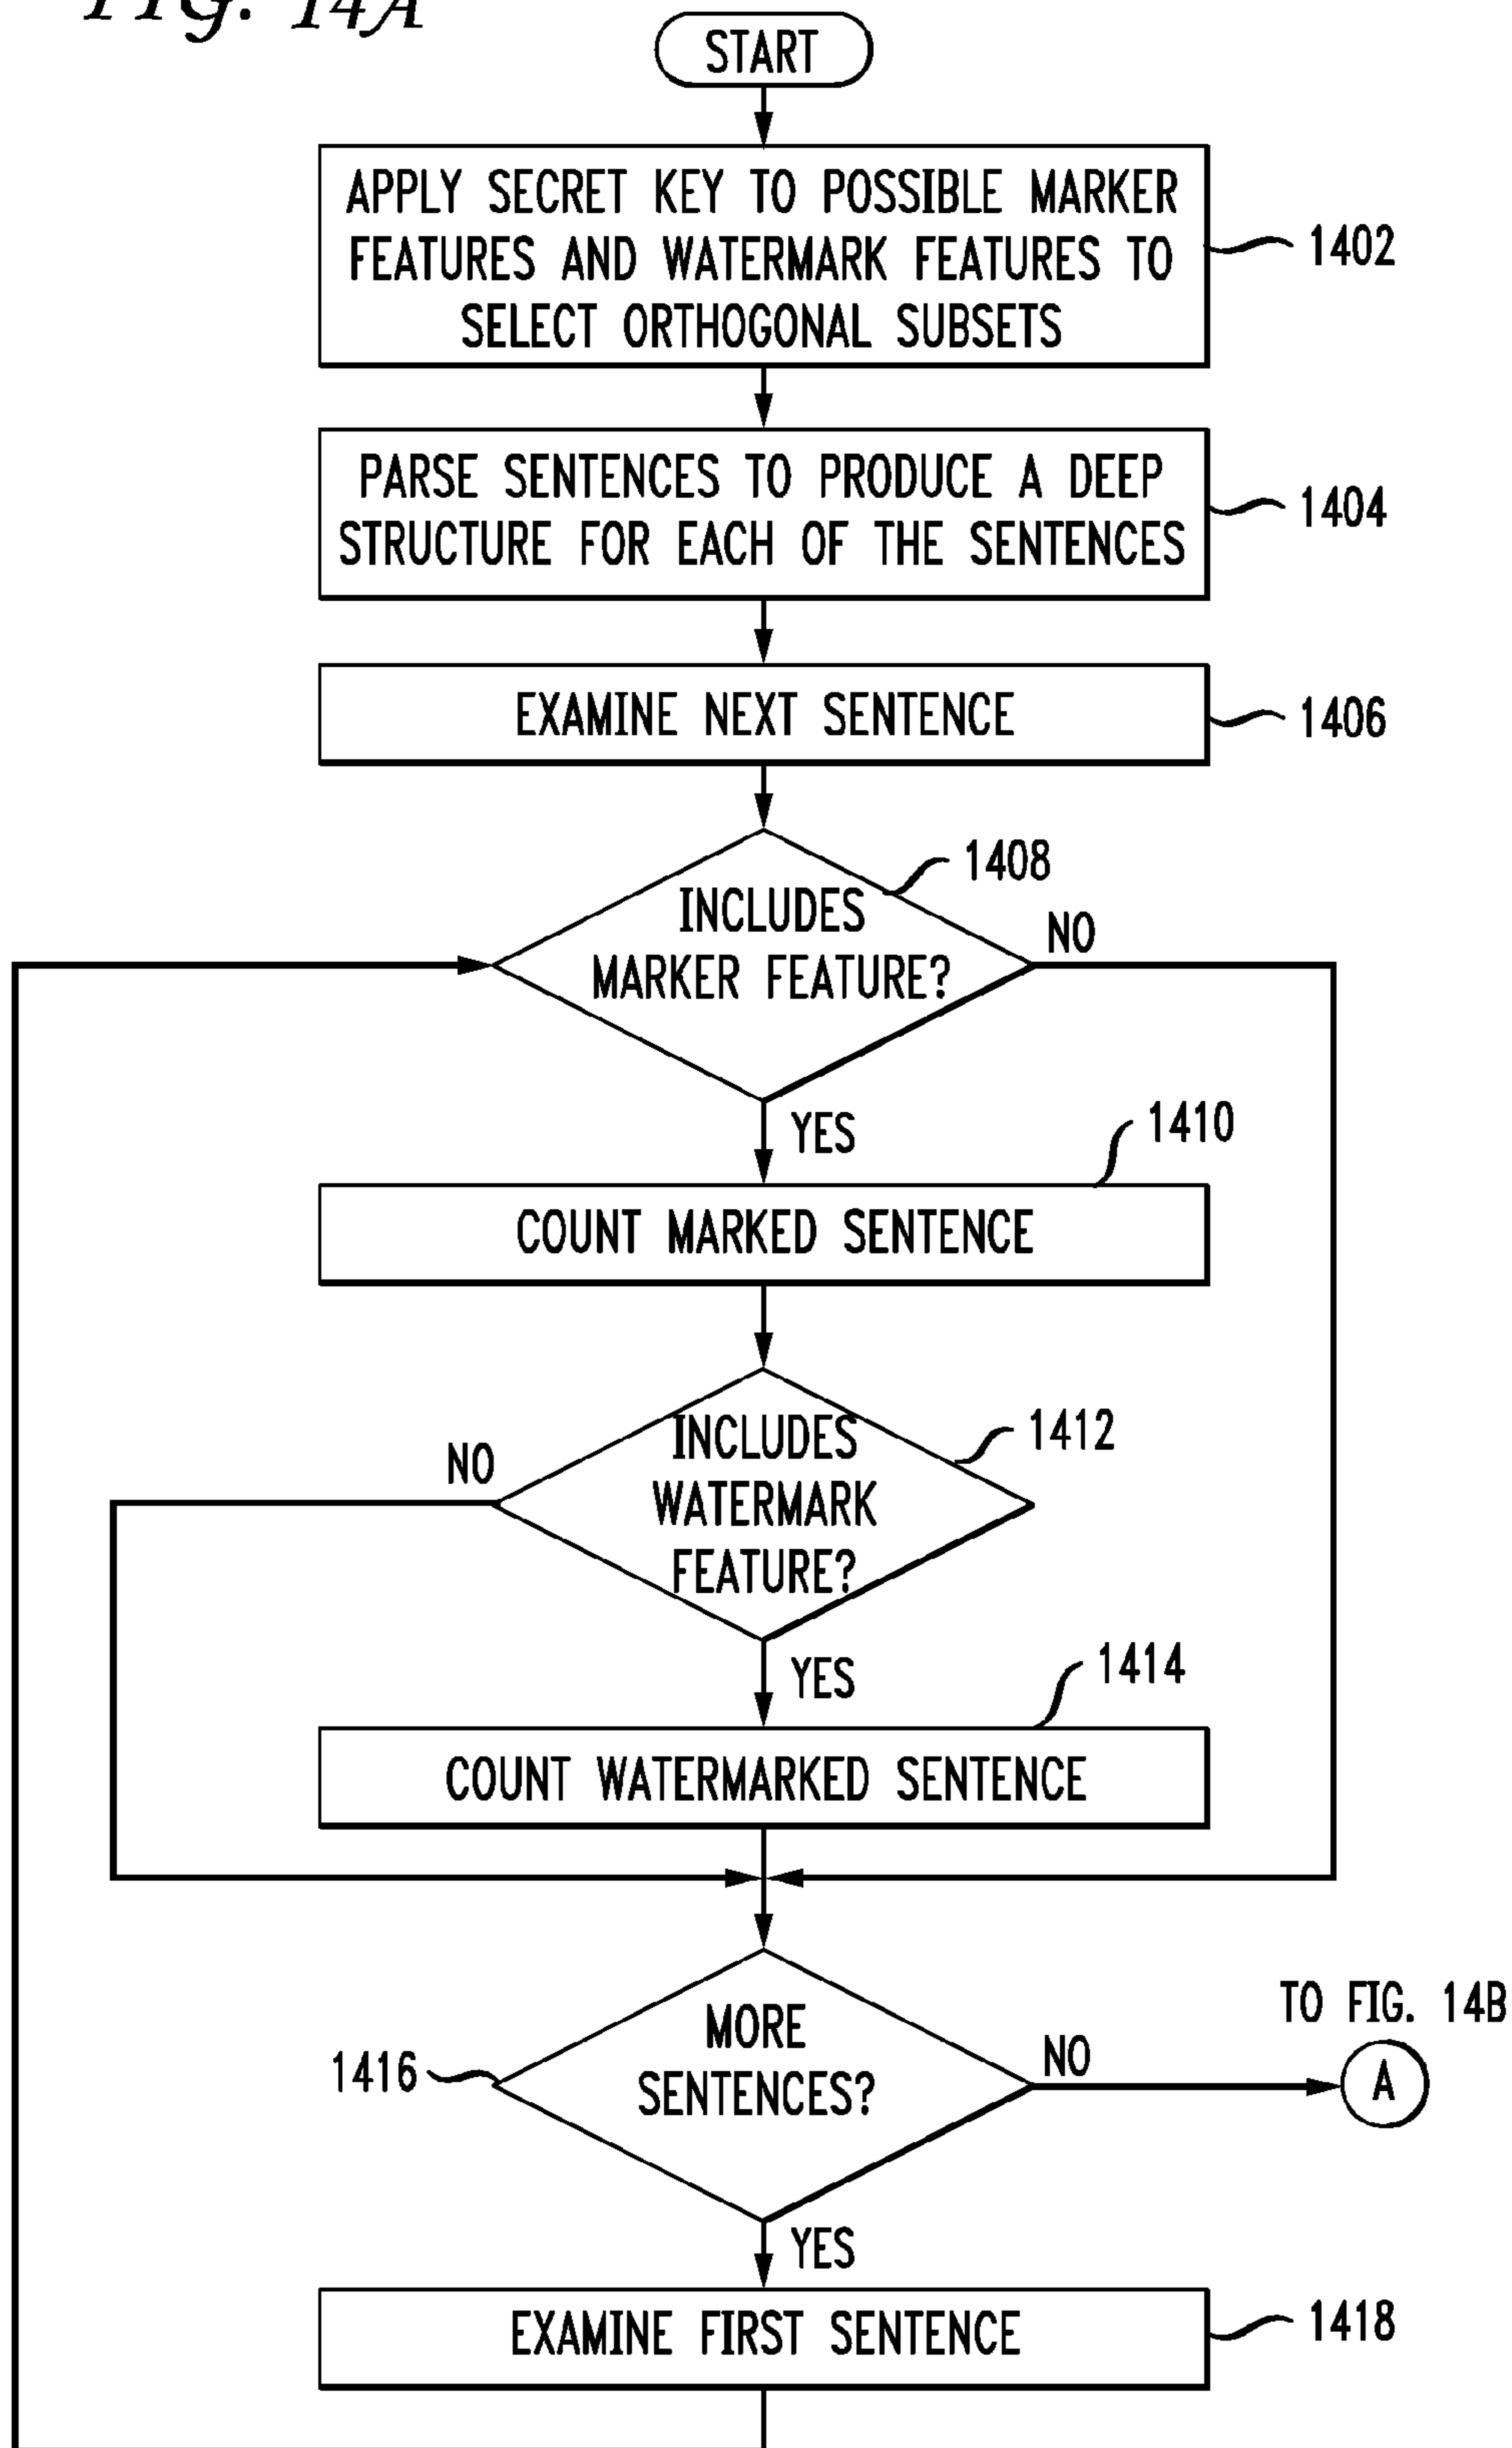 FIG. 14A
START
APPLY SECRET KEY TO POSSIBLE MARKER
FEATURES AND WATERMARK FEATURES TO
SELECT ORTHOGONAL SUBSETS
1402
PARSE SENTENCES TO PRODUCE A DEEP
STRUCTURE FOR EACH OF THE SENTENCES
1404
EXAMINE NEXT SENTENCE
1406
1408
INCLUDES
MARKER FEATURE?
NO
YES
1410
COUNT MARKED SENTENCE
1412
INCLUDES
WATERMARK
FEATURE?
NO
YES
1414
COUNT WATERMARKED SENTENCE
MORE
SENTENCES?
1416
NO
TO FIG. 14B
A
YES
EXAMINE FIRST SENTENCE
1418